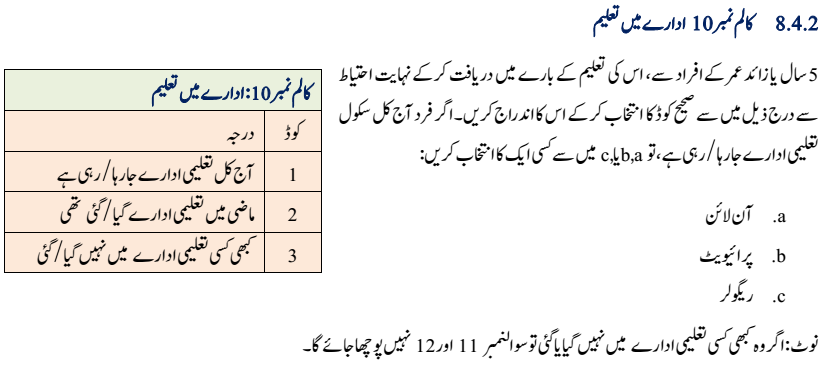 8.4.2 کالم نمبر 10 ادارے میں تعلیم
5 سال یا زائد عمر کے افراد سے، اس کی تعلیم کے بارے میں دریافت کر کے نہایت احتیاط
سے درج ذیل میں سے صحیح کوڈ کا انتخاب کر کے اس کا اندراج کریں۔ اگر فرد آج کل سکول
تعلیمی ادارے جا رہا/رہی ہے، تو b,a یا c, میں سے کسی ایک کا انتخاب کریں:
a. آن لائن
b. پرائیویٹ
c. ریگولر
کالم نمبر 10: ادارے میں تعلیم
کوڈ درجہ
1 آج کل تعلیمی ادارے جا رہا/رہی ہے
2 ماضی میں تعلیمی ادارے گیا/گئی تھی
3 کبھی کسی تعلیمی ادارے میں نہیں گیا/گئی
نوٹ: اگر وہ کبھی کسی تعلیمی ادارے میں نہیں گیا یا گئی تو سوالنمبر 11 اور 12 نہیں پوچھا جائے گا۔